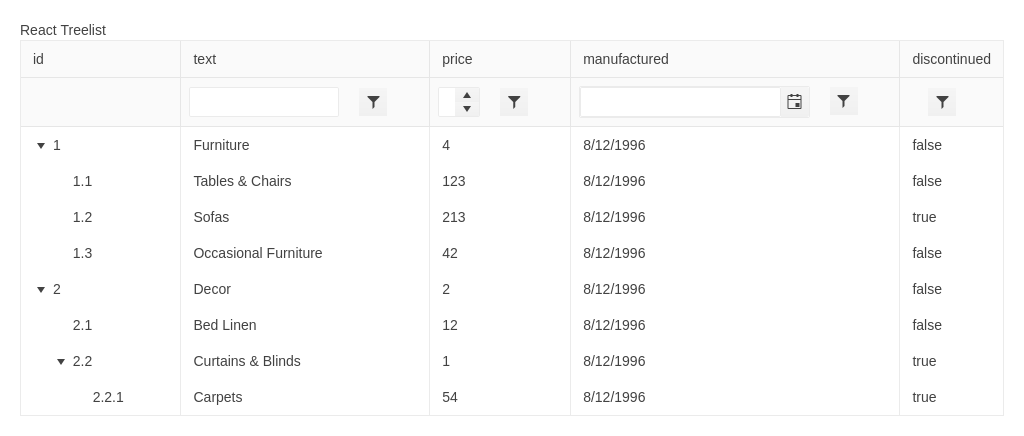 React Treelist
id text price manufactured discontinued
1 Furniture 4 8/12/1996 false
1.1 Tables & Chairs 123 8/12/1996 false
1.2 Sofas 213 8/12/1996 true
1.3 Occasional Furniture 42 8/12/1996 false
2 Decor 2 8/12/1996 false
2.1 Bed Linen 12 8/12/1996 false
2.2 Curtains & Blinds 1 8/12/1996 true
2.2.1 Carpets 54 8/12/1996 true